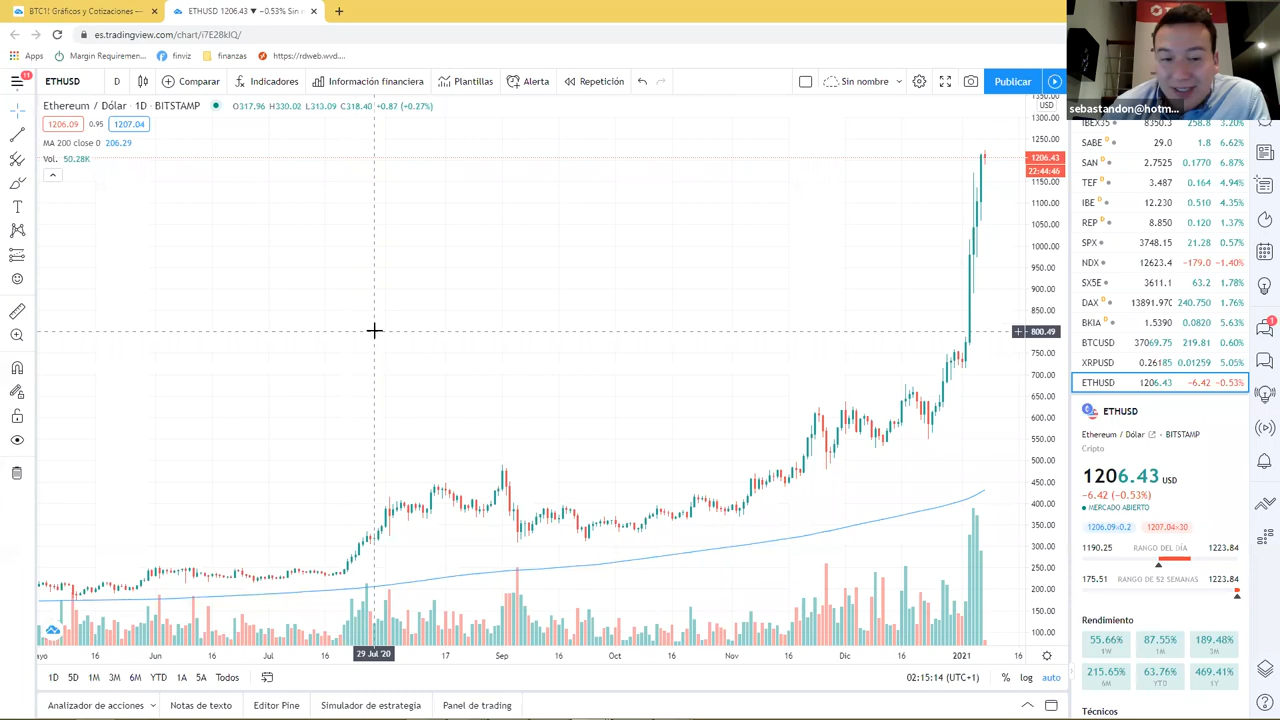 BTC1! Gráficos y Cotizaciones —
ETHUSD 1206.43 ▼ −0.53% Sin
es.tradingview.com/chart/i7E28kIQ/
Apps
Margin Requiremen...
finviz
finanzas
https://rdweb.wvd...
sebastandon@hotm...
11
ETHUSD
D
Comparar
Indicadores
Información financiera
Plantillas
Alerta
Repetición
Sin nombre
Publicar
Ethereum / Dólar · 1D · BITSTAMP
O317.96 H330.02 L313.09 C318.40 +0.87 (+0.27%)
1206.09 0.95 1207.04
MA 200 close 0 206.29
Vol. 50.28K
1350.00
USD
1300.00
1250.00
1206.43
22:44:46
1150.00
1100.00
1050.00
1000.00
950.00
900.00
850.00
800.49
750.00
700.00
650.00
600.00
550.00
500.00
450.00
400.00
350.00
300.00
250.00
200.00
150.00
100.00
ayo 16 Jun 16 Jul 29 Jul '20 16 Ago 17 Sep 16 Oct 16 Nov 16 Dic 16 2021 16
1D 5D 1M 3M 6M YTD 1A 5A Todos
02:15:14 (UTC+1) % log auto
Analizador de acciones
Notas de texto
Editor Pine
Simulador de estrategia
Panel de trading
IBEX35 8350.3 258.8 3.20%
SABE D 29.0 1.8 6.62%
SAN D 2.7525 0.1770 6.87%
TEF D 3.487 0.164 4.94%
IBE D 12.230 0.510 4.35%
REP D 8.850 0.120 1.37%
SPX 3748.15 21.28 0.57%
NDX 12623.4 −179.0 −1.40%
SX5E 3611.1 63.2 1.78%
DAX D 13891.970 240.750 1.76%
BKIA D 1.5390 0.0820 5.63%
BTCUSD 37069.75 219.81 0.60%
XRPUSD 0.26185 0.01259 5.05%
ETHUSD 1206.43 −6.42 −0.53%
1
ETHUSD
Ethereum / Dólar · BITSTAMP
Cripto
1206.43 USD
−6.42 (−0.53%)
MERCADO ABIERTO
1206.09×0.2 1207.04×30
1190.25 RANGO DEL DÍA 1223.84
175.51 RANGO DE 52 SEMANAS 1223.84
Rendimiento
55.66% 87.55% 189.48%
1W 1M 3M
215.65% 63.76% 469.41%
6M YTD 1Y
Técnicos